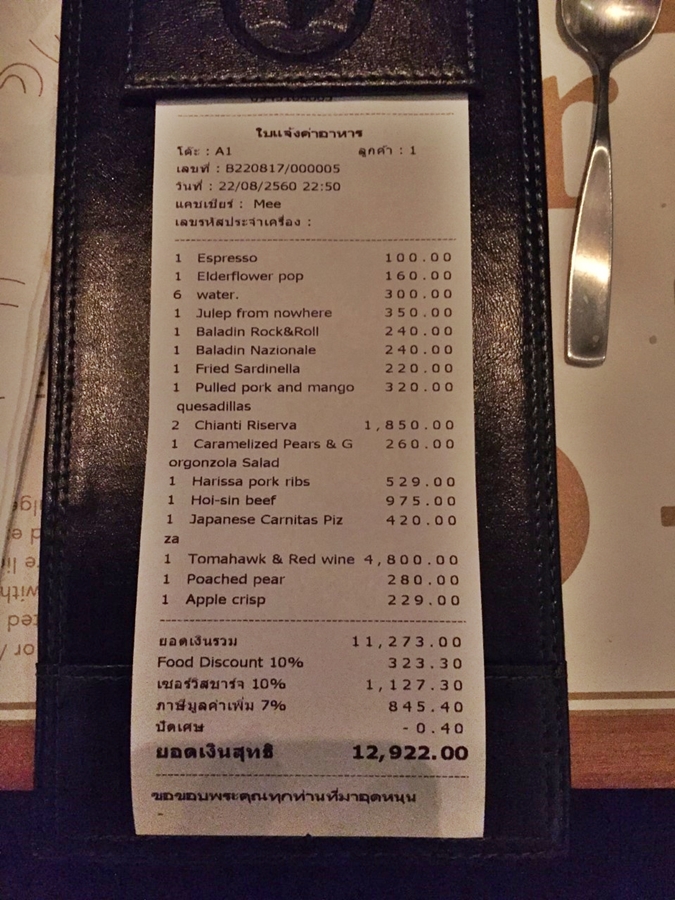 ใบแจ้งค่าอาหาร
โต๊ะ : A1 ลูกค้า : 1
เลขที่ : B220817/000005
วันที่ : 22/08/2560 22:50
แคชเชียร์ : Mee
เลขรหัสประจำเครื่อง :
1 Espresso 100.00
1 Elderflower pop 160.00
6 water. 300.00
1 Julep from nowhere 350.00
1 Baladin Rock&Roll 240.00
1 Baladin Nazionale 240.00
1 Fried Sardinella 220.00
1 Pulled pork and mango 320.00
quesadillas
2 Chianti Riserva 1,850.00
1 Caramelized Pears & G 260.00
orgonzola Salad
1 Harissa pork ribs 529.00
1 Hoi-sin beef 975.00
1 Japanese Carnitas Piz 420.00
za
1 Tomahawk & Red wine 4,800.00
1 Poached pear 280.00
1 Apple crisp 229.00
ยอดเงินรวม 11,273.00
Food Discount 10% 323.30
เซอร์วิสชาร์จ 10% 1,127.30
ภาษีมูลค่าเพิ่ม 7% 845.40
ปัดเศษ -0.40
ยอดเงินสุทธิ 12,922.00
ขอขอบพระคุณทุกท่านที่มาอุดหนุน